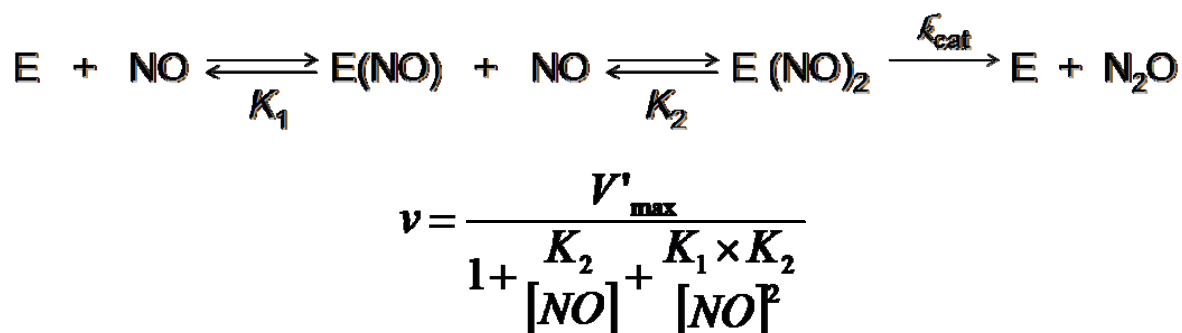 E + NO ⇌ E(NO) + NO ⇌ E (NO)₂ → E + N₂O
K₁ K₂ k_cat
v = V'max / (1 + K₂/[NO] + K₁ × K₂/[NO]²)